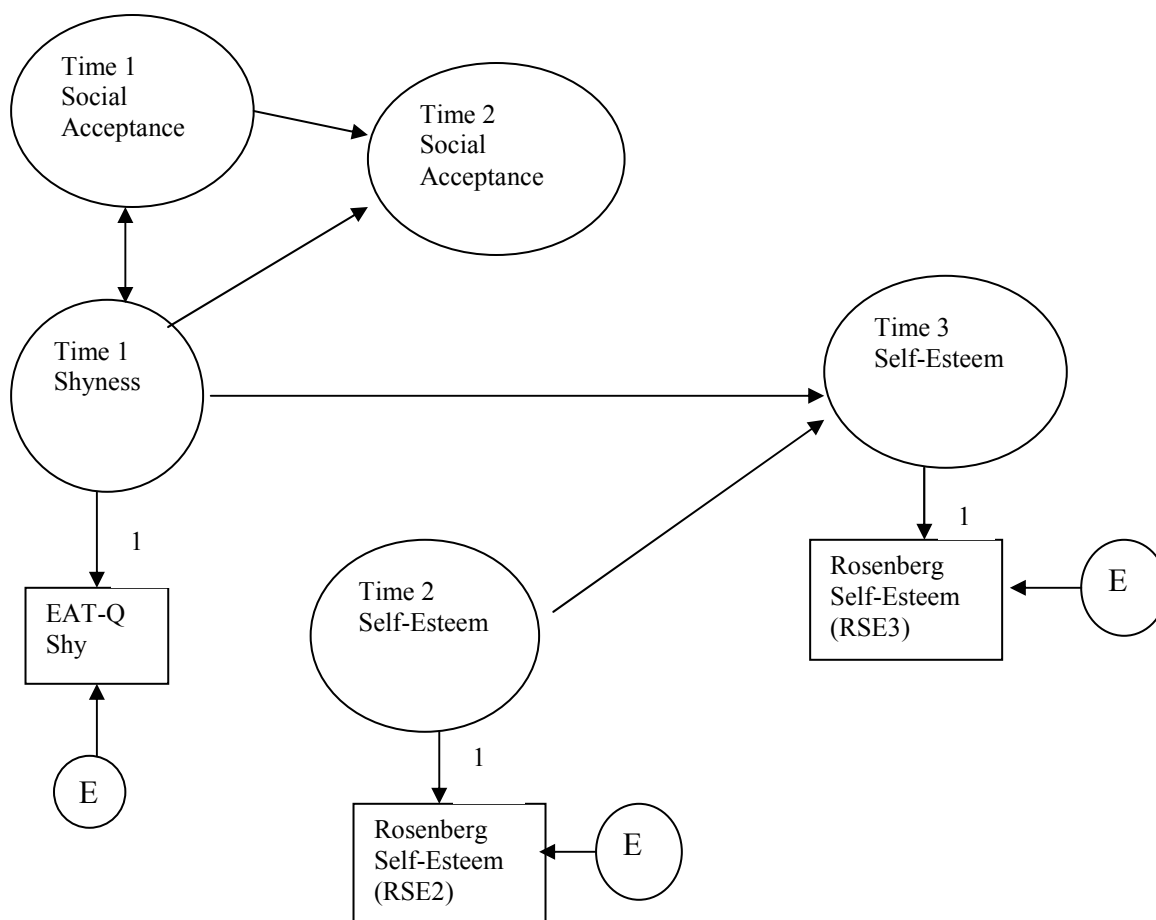 Time 1
Social
Acceptance
Time 2
Social
Acceptance
Time 1
Shyness
Time 3
Self-Esteem
1
EAT-Q
Shy
E
Time 2
Self-Esteem
1
Rosenberg
Self-Esteem
(RSE3)
E
1
Rosenberg
Self-Esteem
(RSE2)
E